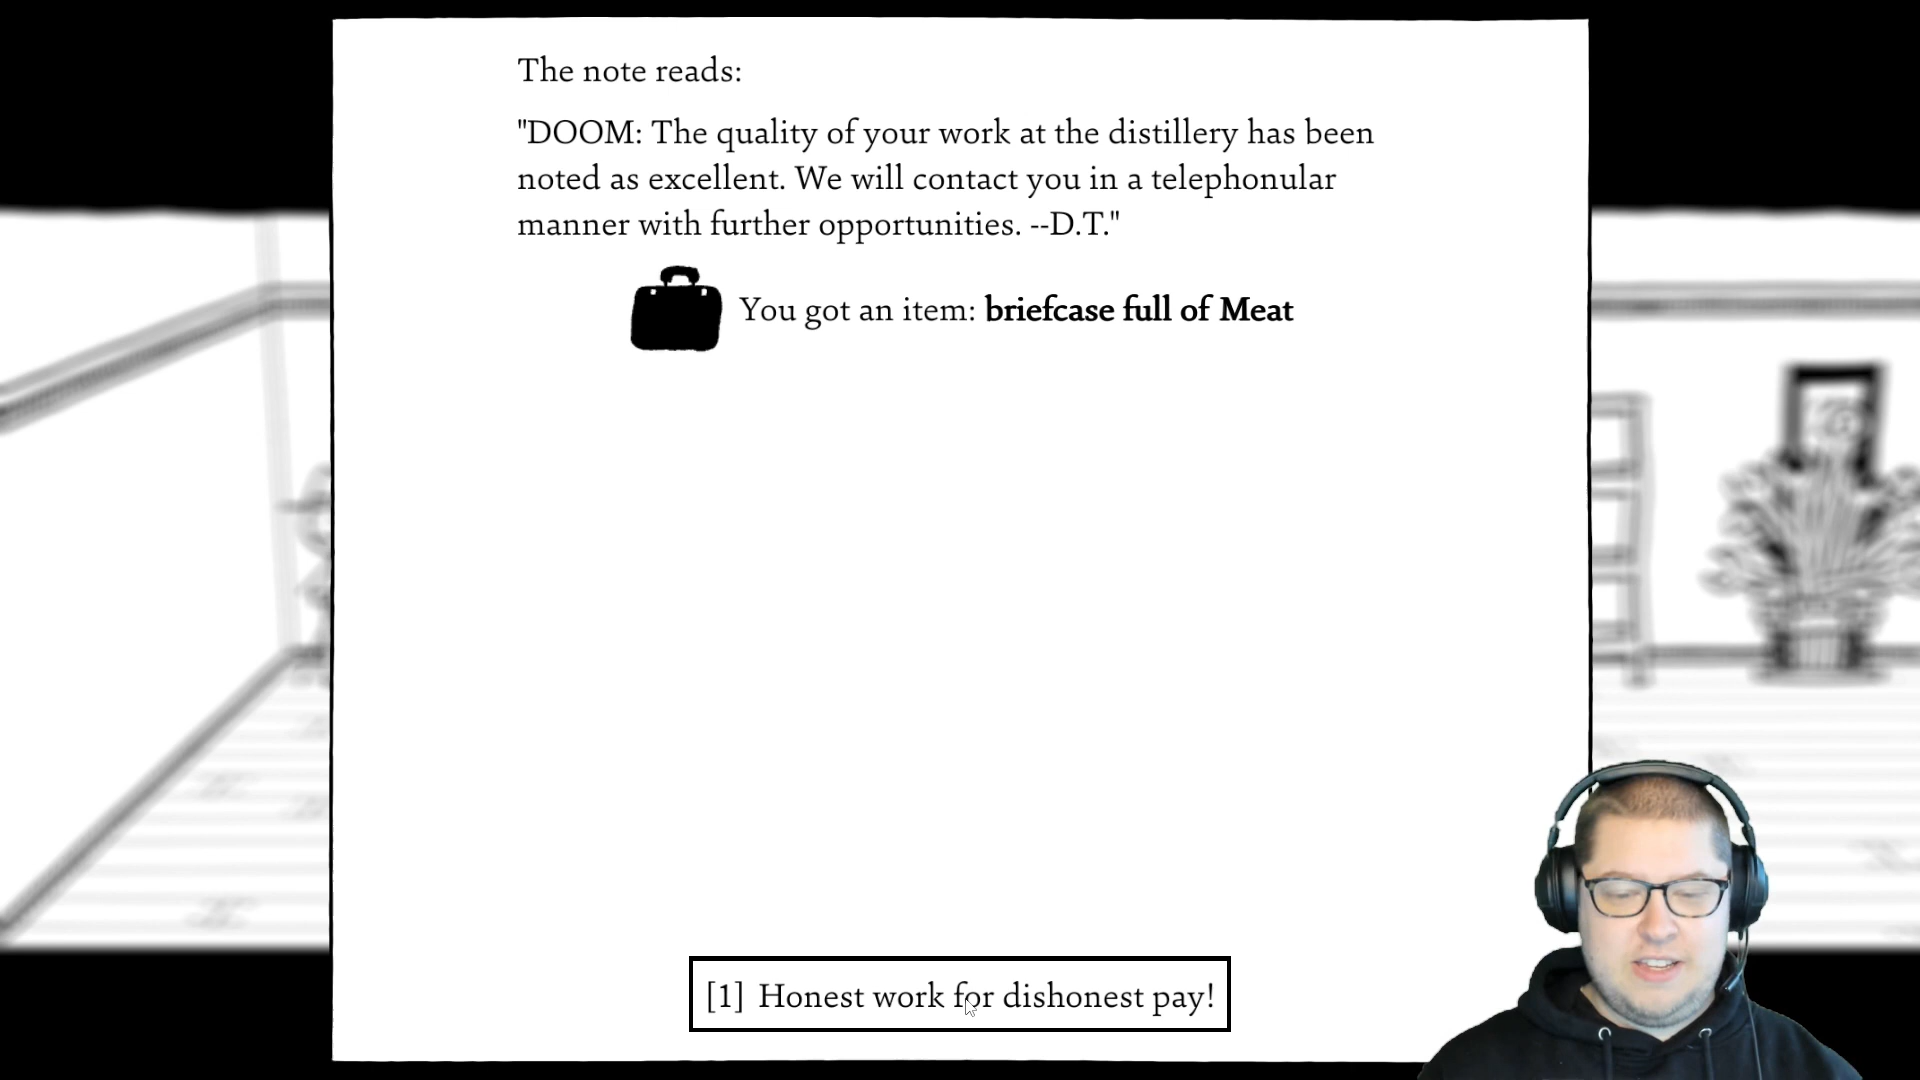 The note reads:
"DOOM: The quality of your work at the distillery has been
noted as excellent. We will contact you in a telephonular
manner with further opportunities. --D.T."
You got an item: briefcase full of Meat
[1] Honest work for dishonest pay!